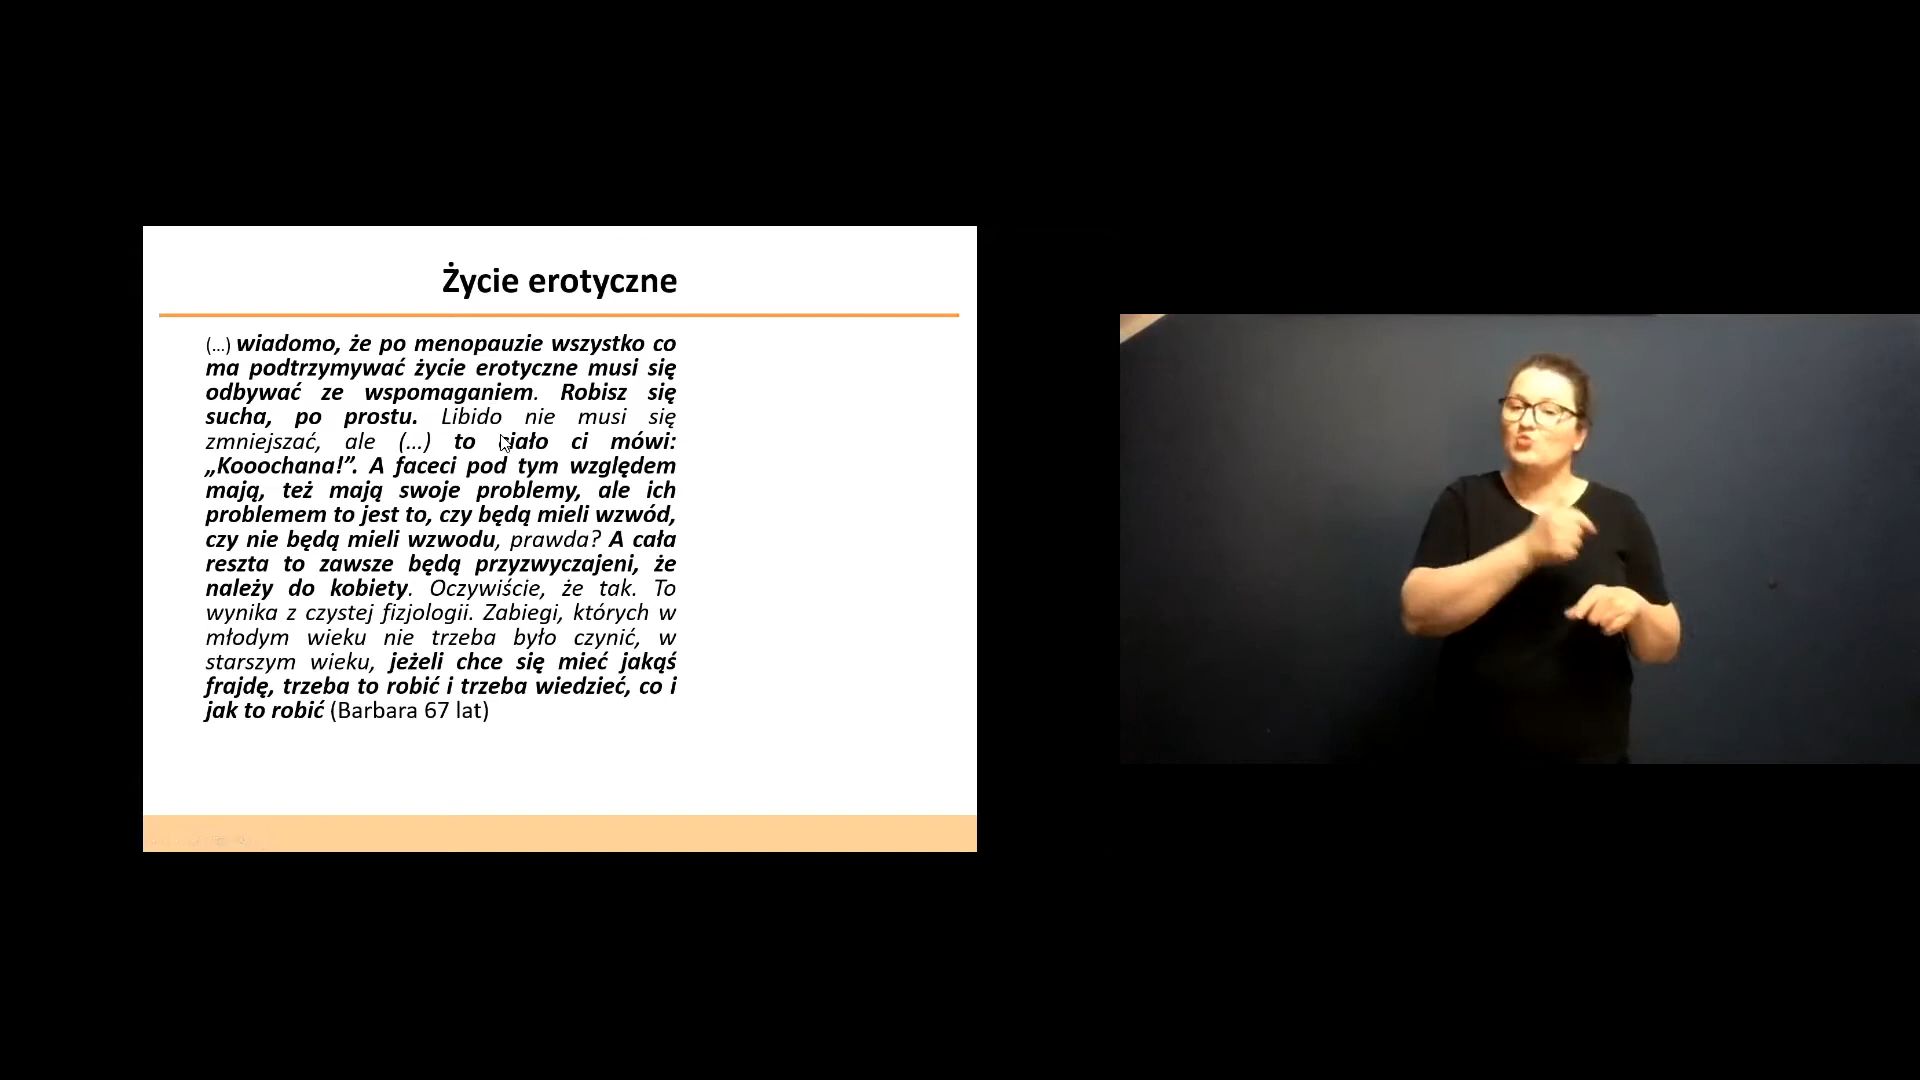 Życie erotyczne
(...) wiadomo, że po menopauzie wszystko co
ma podtrzymywać życie erotyczne musi się
odbywać ze wspomaganiem. Robisz się
sucha, po prostu. Libido nie musi się
zmniejszać, ale (...) to ciało ci mówi:
„Kooochana!”. A faceci pod tym względem
mają, też mają swoje problemy, ale ich
problemem to jest to, czy będą mieli wzwód,
czy nie będą mieli wzwodu, prawda? A cała
reszta to zawsze będą przyzwyczajeni, że
należy do kobiety. Oczywiście, że tak. To
wynika z czystej fizjologii. Zabiegi, których w
młodym wieku nie trzeba było czynić, w
starszym wieku, jeżeli chce się mieć jakąś
frajdę, trzeba to robić i trzeba wiedzieć, co i
jak to robić (Barbara 67 lat)